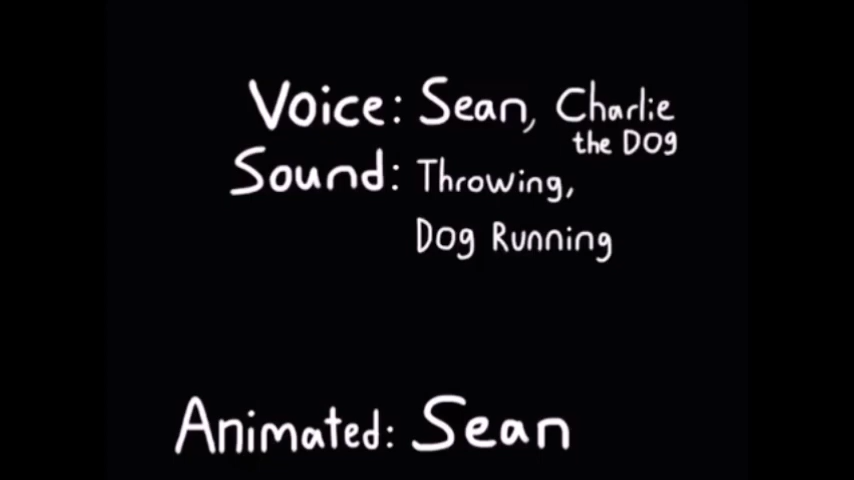 Voice: Sean, Charlie
the DOG
Sound: Throwing,
Dog Running
Animated: Sean